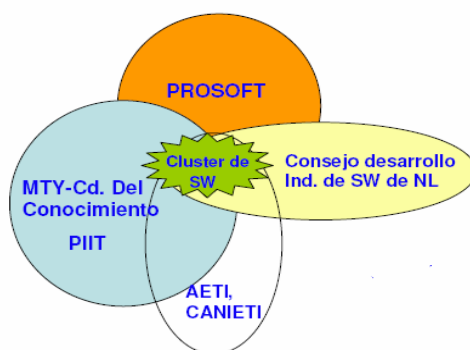 PROSOFT
Cluster de
SW
Consejo desarrollo
Ind. de SW de NL
MTY-Cd. Del
Conocimiento
PIIT
AETI,
CANIETI